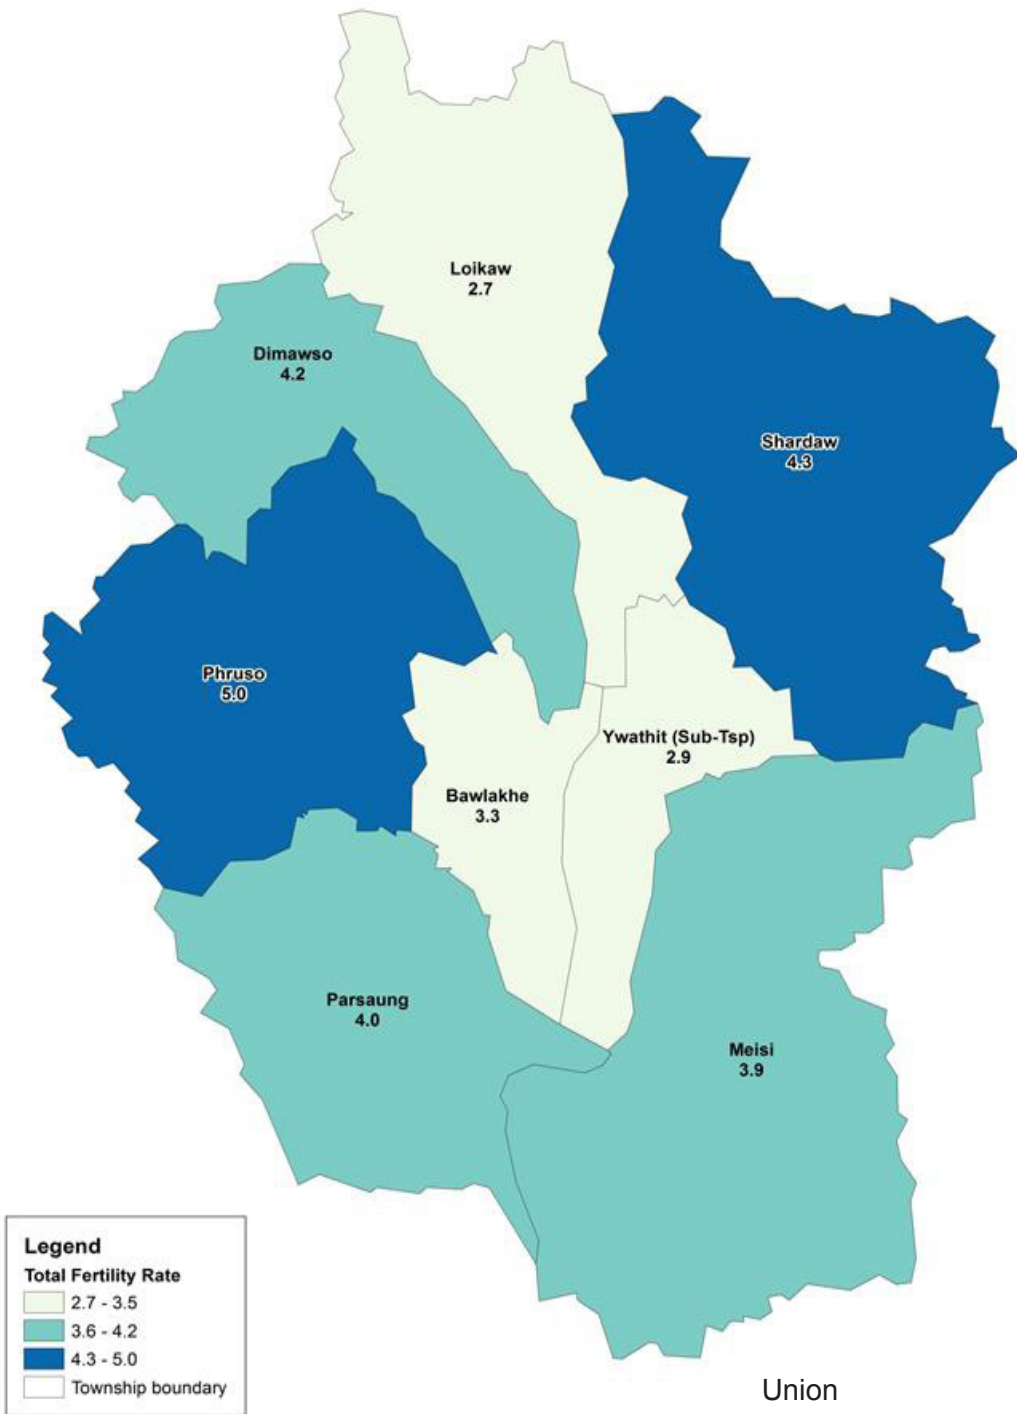 Loikaw
2.7
Dimawso
4.2
Shardaw
4.3
Phruso
5.0
Ywathit (Sub-Tsp)
2.9
Bawlakhe
3.3
Parsaung
4.0
Meisi
3.9
Legend
Total Fertility Rate
2.7 - 3.5
3.6 - 4.2
4.3 - 5.0
Township boundary
Union